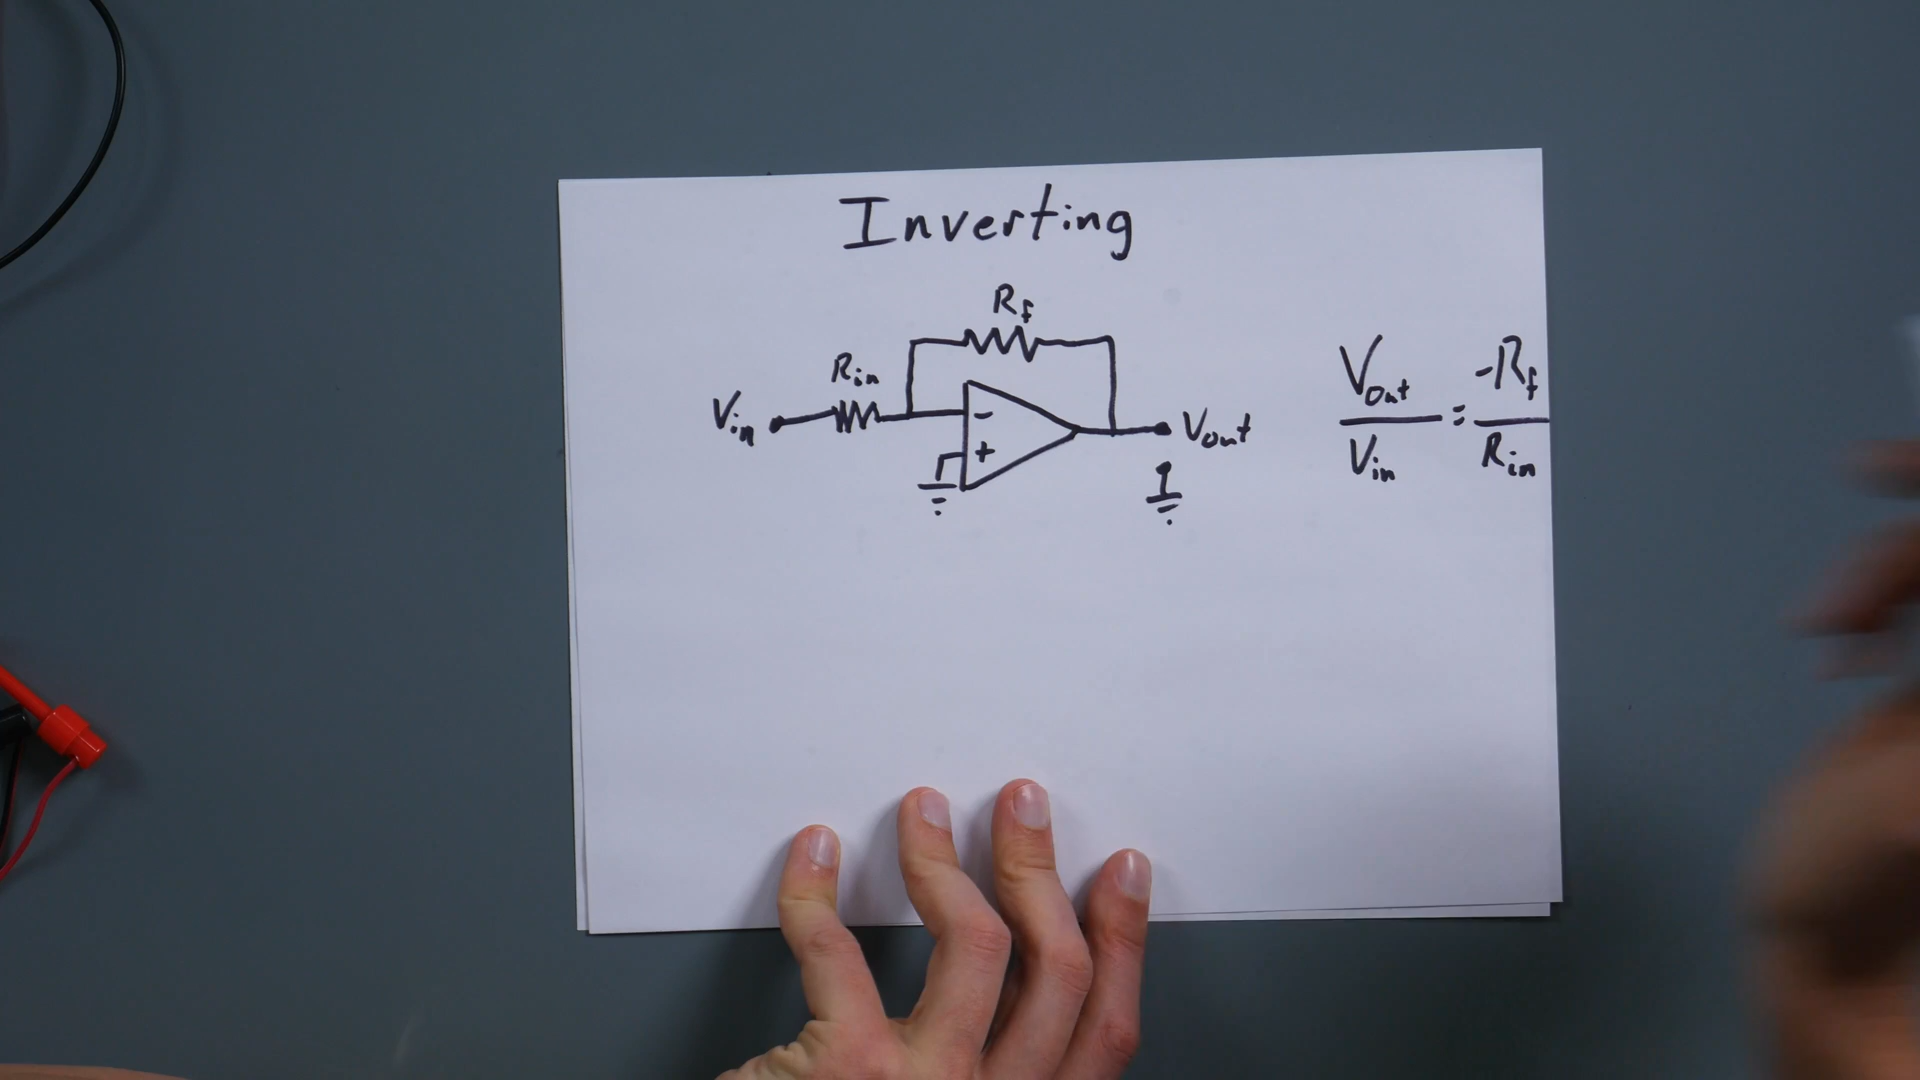 Inverting
Rf
Rin
Vin
-
+
Vout
Vout / Vin = -Rf / Rin